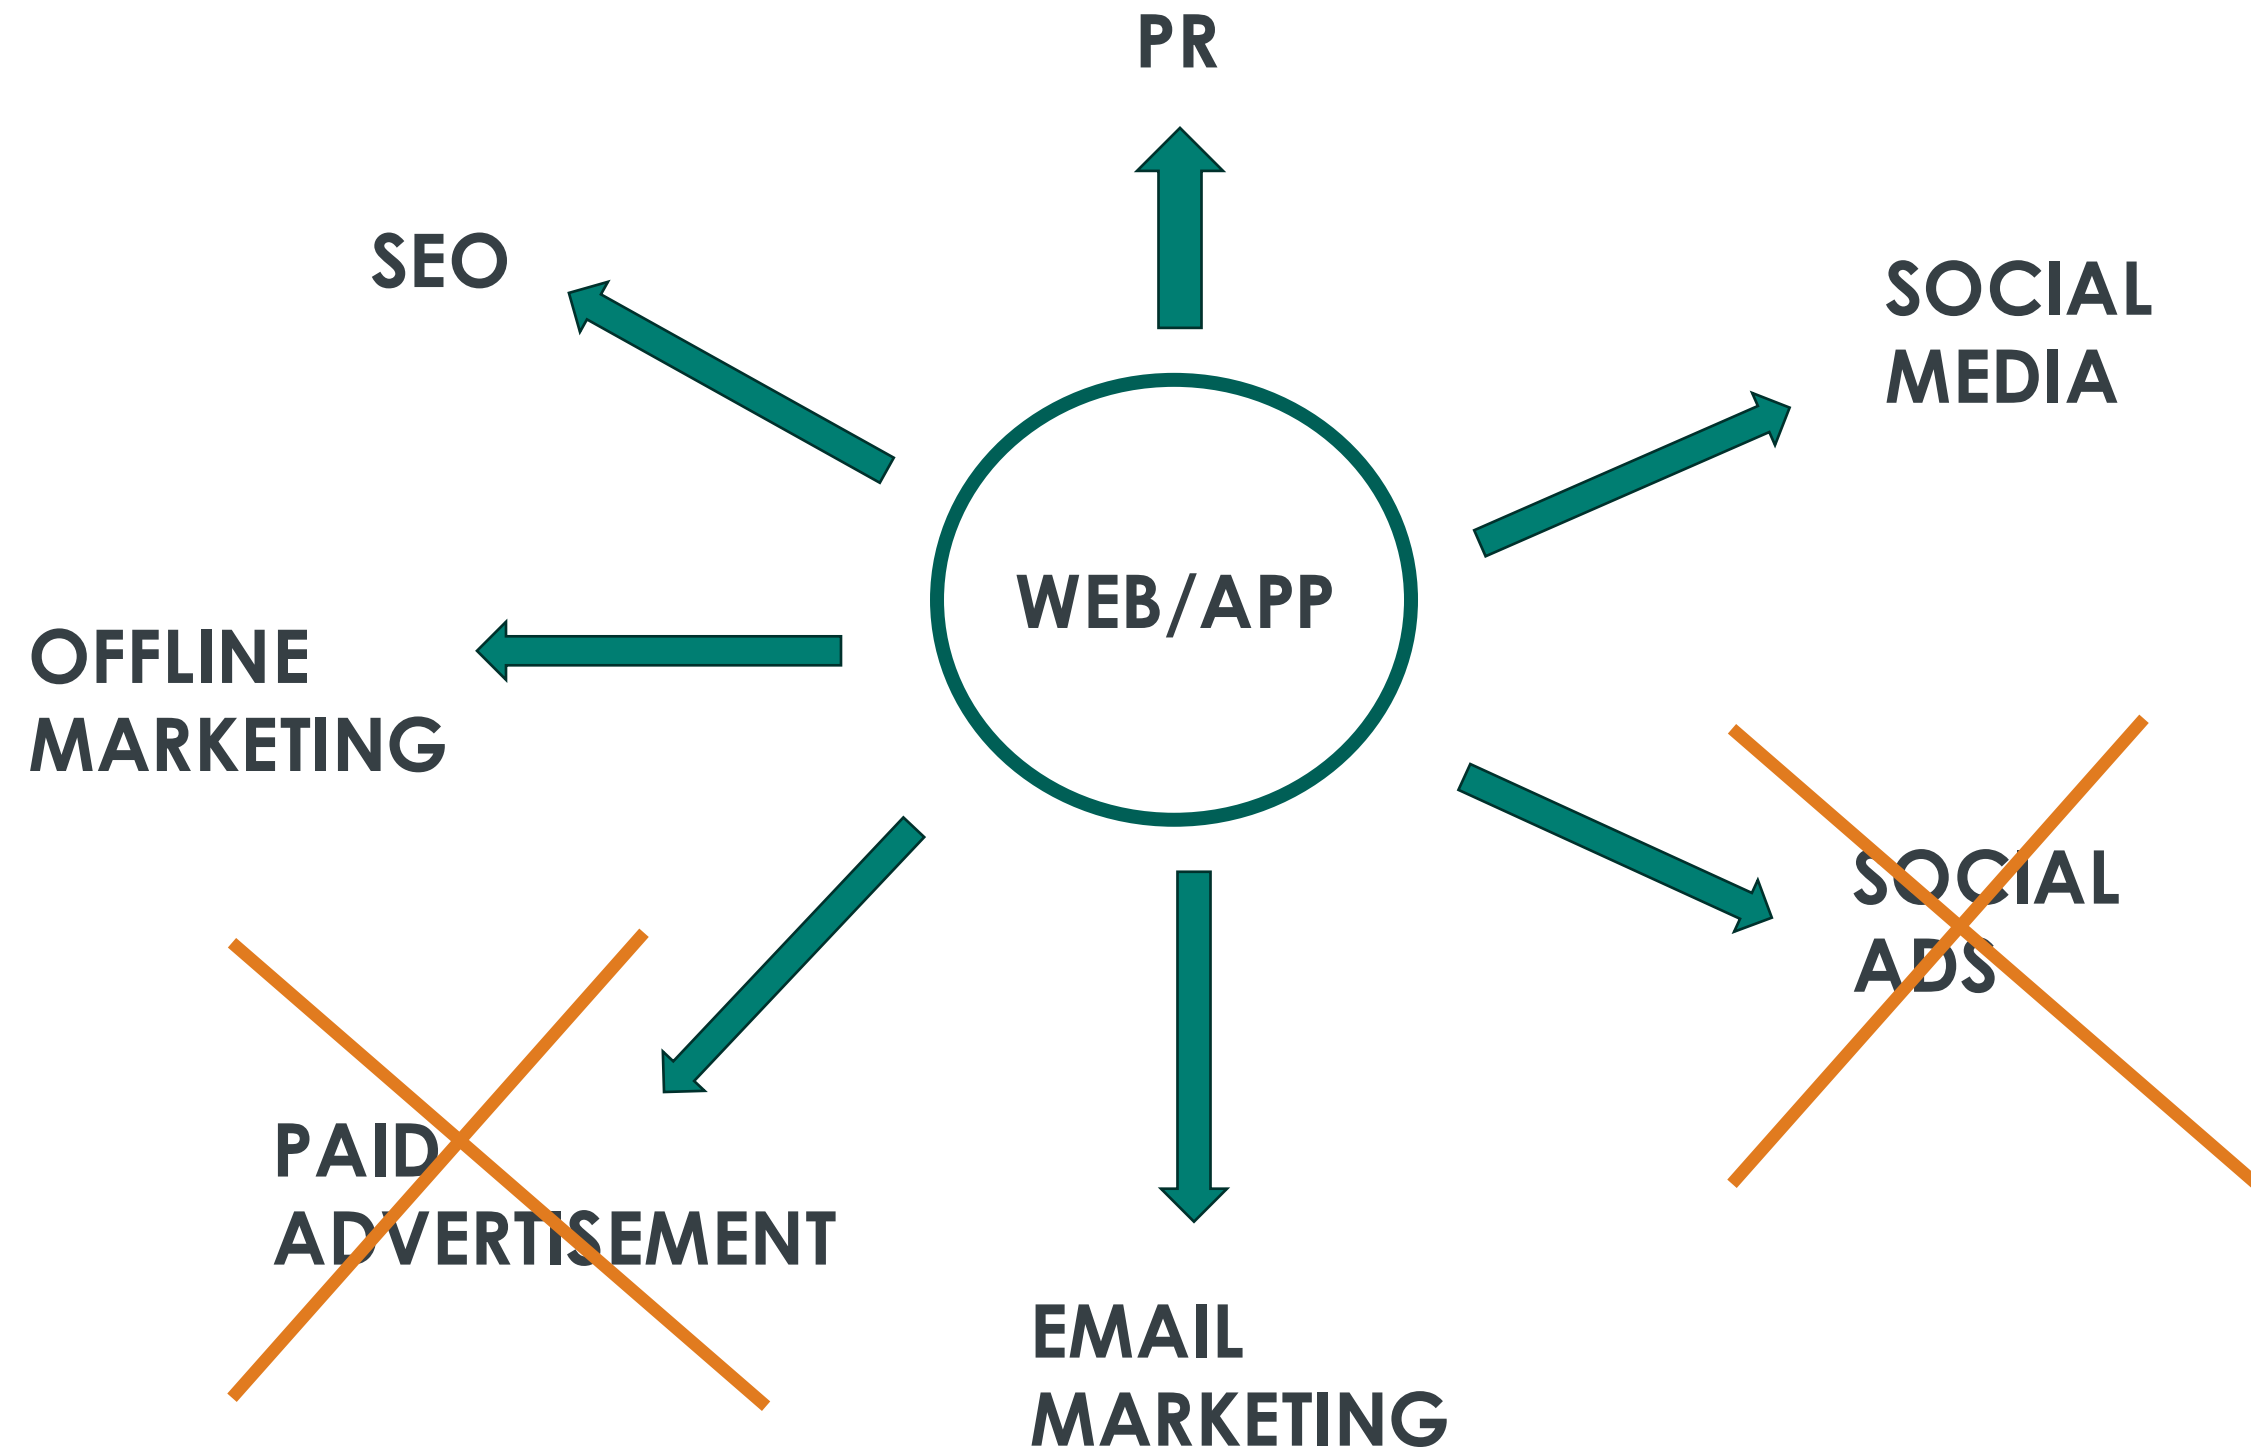 PR
SEO
SOCIAL
MEDIA
WEB/APP
OFFLINE
MARKETING
SOCIAL
ADS
PAID
ADVERTISEMENT
EMAIL
MARKETING